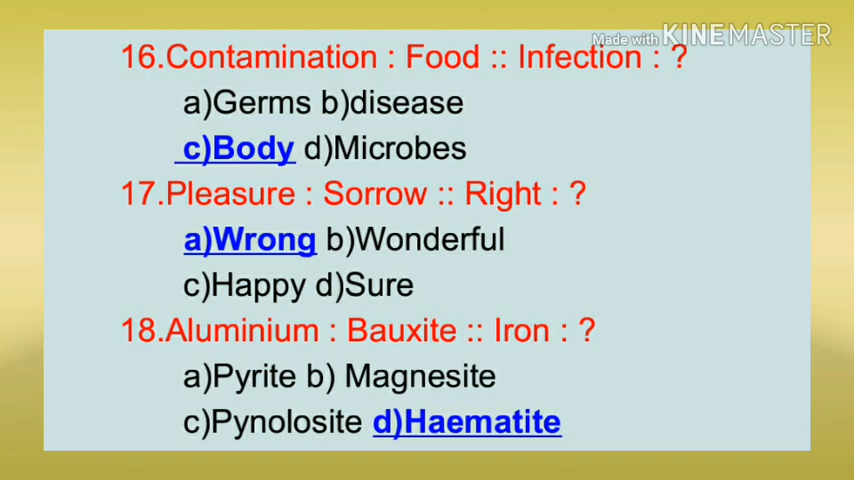 Made with KINEMASTER
16.Contamination : Food :: Infection : ?
a)Germs b)disease
c)Body d)Microbes
17.Pleasure : Sorrow :: Right : ?
a)Wrong b)Wonderful
c)Happy d)Sure
18.Aluminium : Bauxite :: Iron : ?
a)Pyrite b) Magnesite
c)Pynolosite d)Haematite